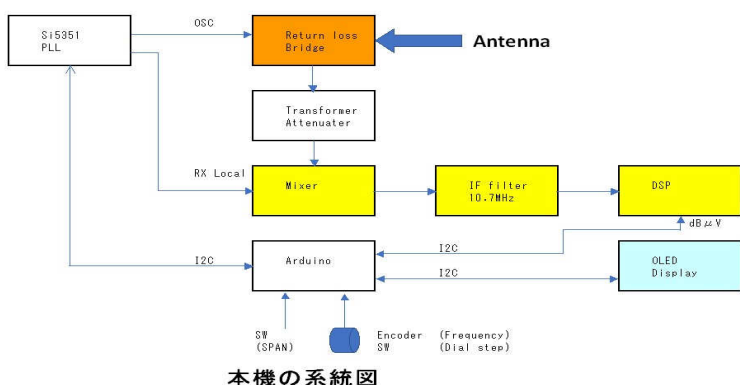 OSC
Si5351
PLL
Return loss
Bridge
Antenna
Transformer
Attenuater
RX Local
Mixer
IF filter
10.7MHz
DSP
dBμV
I2C
I2C
Arduino
I2C
OLED
Display
SW
(SPAN)
Encoder (Frequency)
SW (Dial step)
本機の系統図